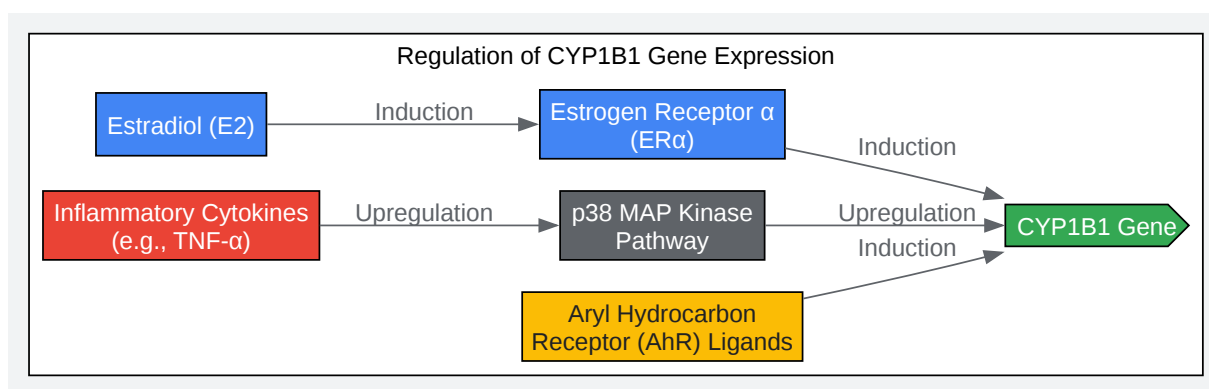 Regulation of CYP1B1 Gene Expression
Estradiol (E2)
Induction
Estrogen Receptor α
(ERα)
Induction
Inflammatory Cytokines
(e.g., TNF-α)
Upregulation
p38 MAP Kinase
Pathway
Upregulation
CYP1B1 Gene
Induction
Aryl Hydrocarbon
Receptor (AhR) Ligands